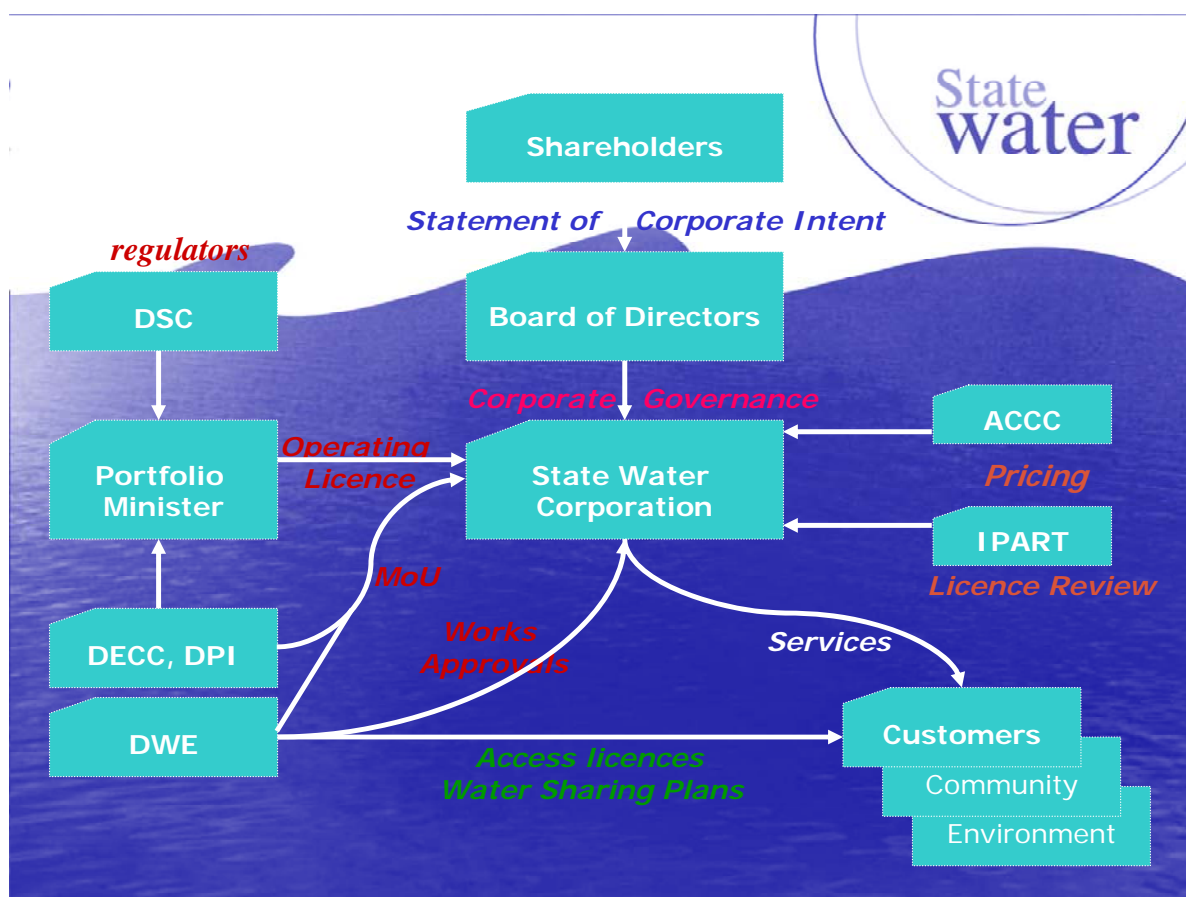 State
water
Shareholders
Statement of Corporate Intent
regulators
DSC
Board of Directors
Corporate Governance
ACCC
Operating
Licence
Portfolio
Minister
State Water
Corporation
Pricing
IPART
MoU
Licence Review
DECC, DPI
Works
Approvals
Services
DWE
Customers
Access licences
Water Sharing Plans
Community
Environment